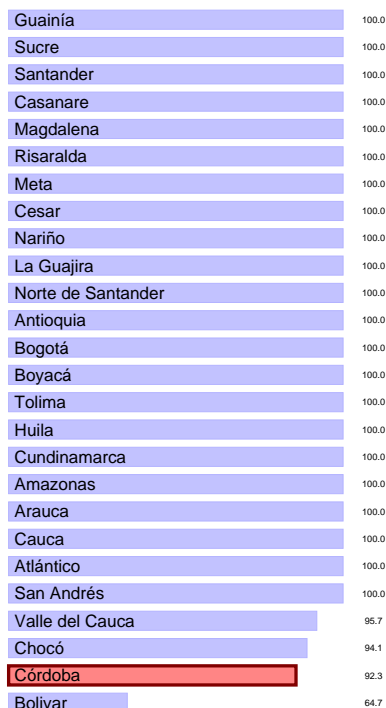 Guainía 100.0
Sucre 100.0
Santander 100.0
Casanare 100.0
Magdalena 100.0
Risaralda 100.0
Meta 100.0
Cesar 100.0
Nariño 100.0
La Guajira 100.0
Norte de Santander 100.0
Antioquia 100.0
Bogotá 100.0
Boyacá 100.0
Tolima 100.0
Huila 100.0
Cundinamarca 100.0
Amazonas 100.0
Arauca 100.0
Cauca 100.0
Atlántico 100.0
San Andrés 100.0
Valle del Cauca 95.7
Chocó 94.1
Córdoba 92.3
Bolivar 64.7